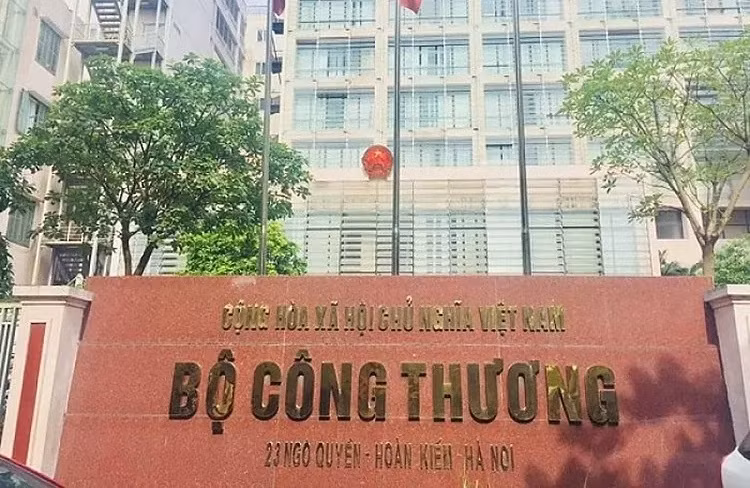 CỘNG HÒA XÃ HỘI CHỦ NGHĨA VIỆT NAM
BỘ CÔNG THƯƠNG
23 NGÔ QUYỀN - HOÀN KIẾM - HÀ NỘI